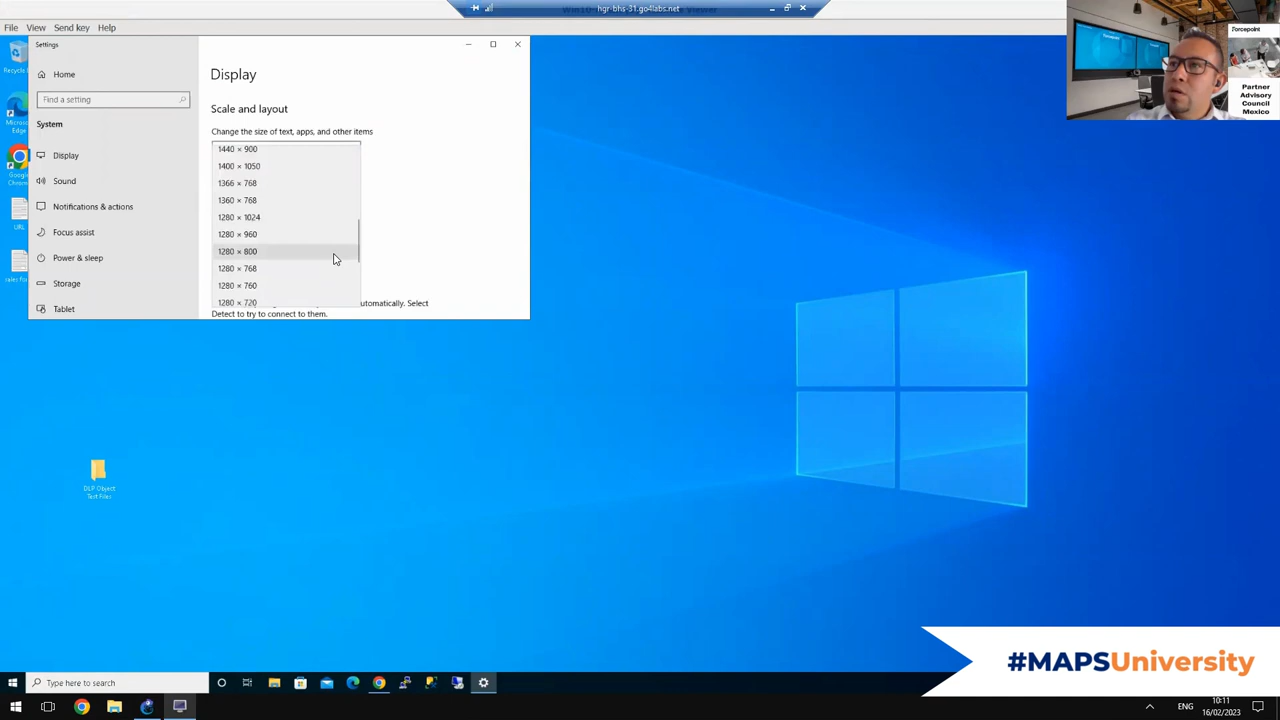 hgr-bhs-31.go4labs.net
File View Send key Help
Settings
Home
Find a setting
System
Display
Sound
Notifications & actions
Focus assist
Power & sleep
Storage
Tablet
Display
Scale and layout
Change the size of text, apps, and other items
1440 × 900
1400 × 1050
1366 × 768
1360 × 768
1280 × 1024
1280 × 960
1280 × 800
1280 × 768
1280 × 760
1280 × 720
utomatically. Select
Detect to try to connect to them.
Recycle
Microsoft
Edge
Google
Chrome
URL
sales for
DLP Object
Test Files
Forcepoint
Partner
Advisory
Council
Mexico
#MAPSUniversity
Type here to search
ENG
10:11
16/02/2023